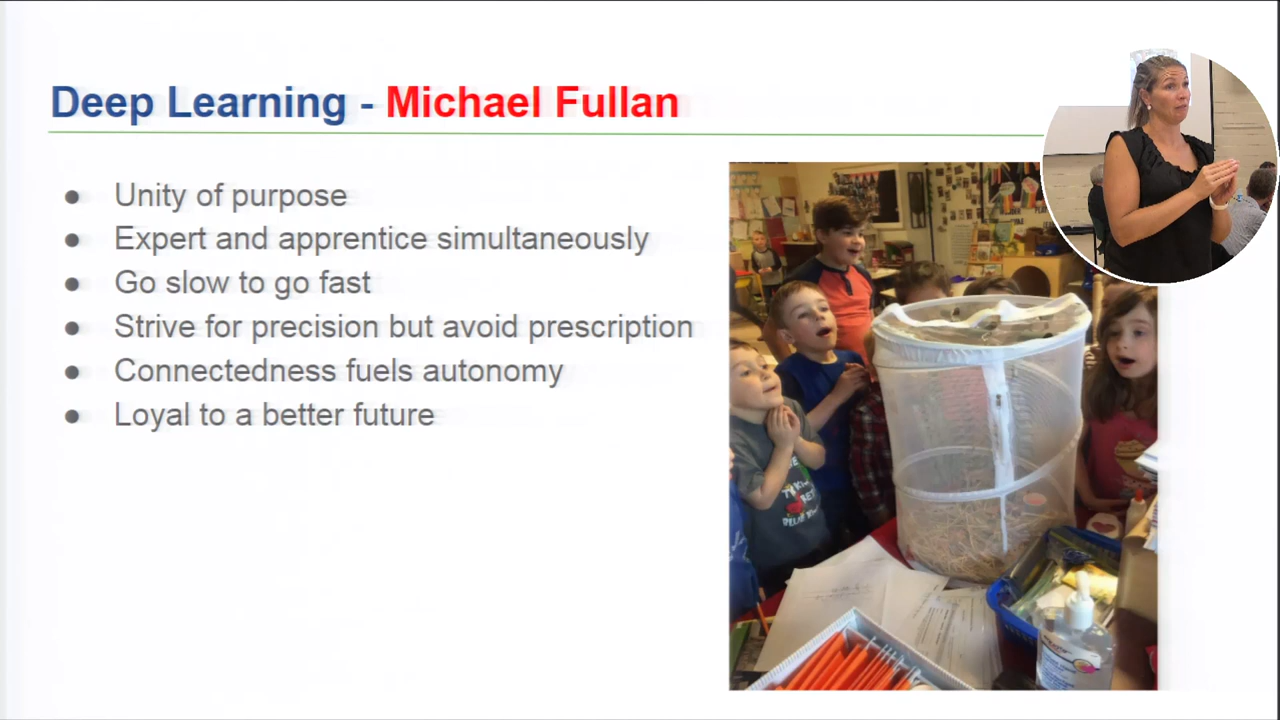 Deep Learning - Michael Fullan
● Unity of purpose
● Expert and apprentice simultaneously
● Go slow to go fast
● Strive for precision but avoid prescription
● Connectedness fuels autonomy
● Loyal to a better future